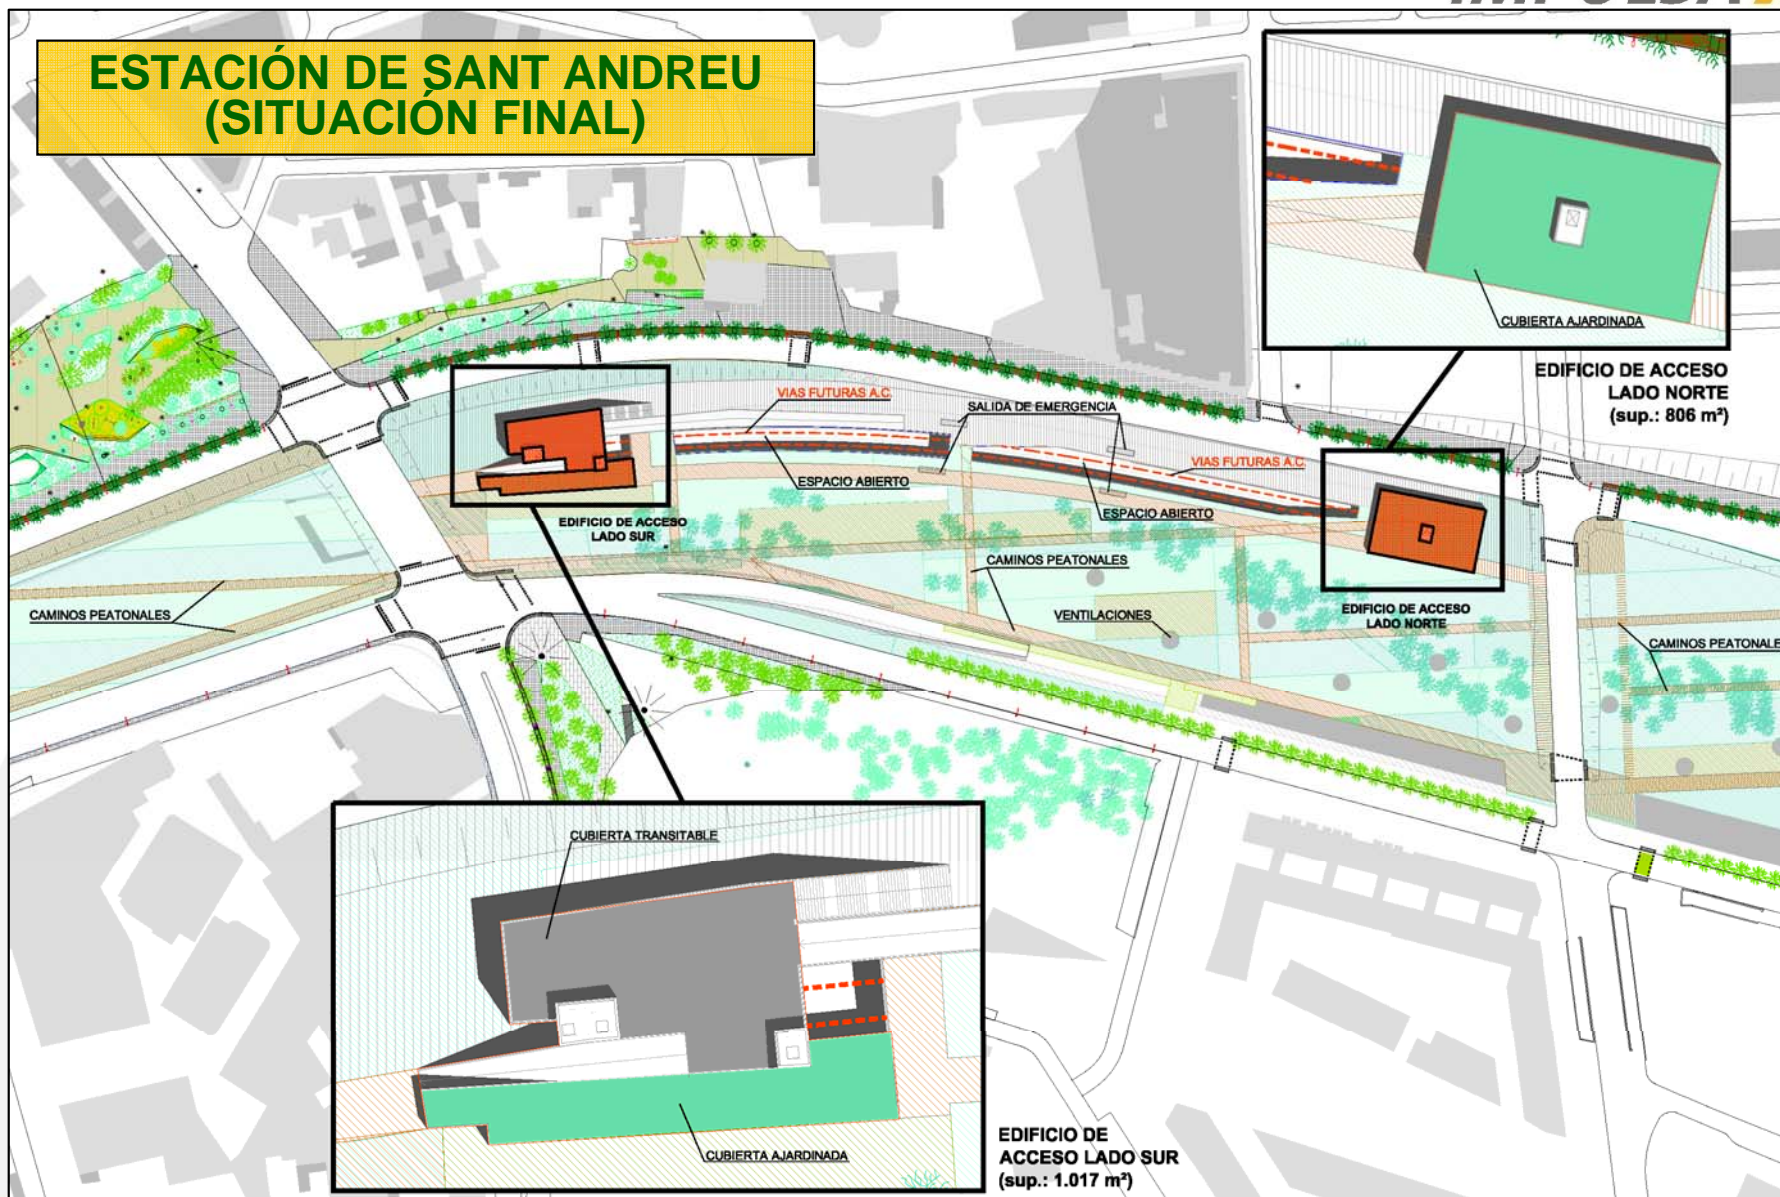 ESTACIÓN DE SANT ANDREU
(SITUACIÓN FINAL)
CUBIERTA AJARDINADA
EDIFICIO DE ACCESO
LADO NORTE
(sup.: 806 m²)
VIAS FUTURAS A.C.
SALIDA DE EMERGENCIA
VIAS FUTURAS A.C.
ESPACIO ABIERTO
ESPACIO ABIERTO
EDIFICIO DE ACCESO
LADO SUR
CAMINOS PEATONALES
CAMINOS PEATONALES
VENTILACIONES
EDIFICIO DE ACCESO
LADO NORTE
CAMINOS PEATONALE
CUBIERTA TRANSITABLE
CUBIERTA AJARDINADA
EDIFICIO DE
ACCESO LADO SUR
(sup.: 1.017 m²)